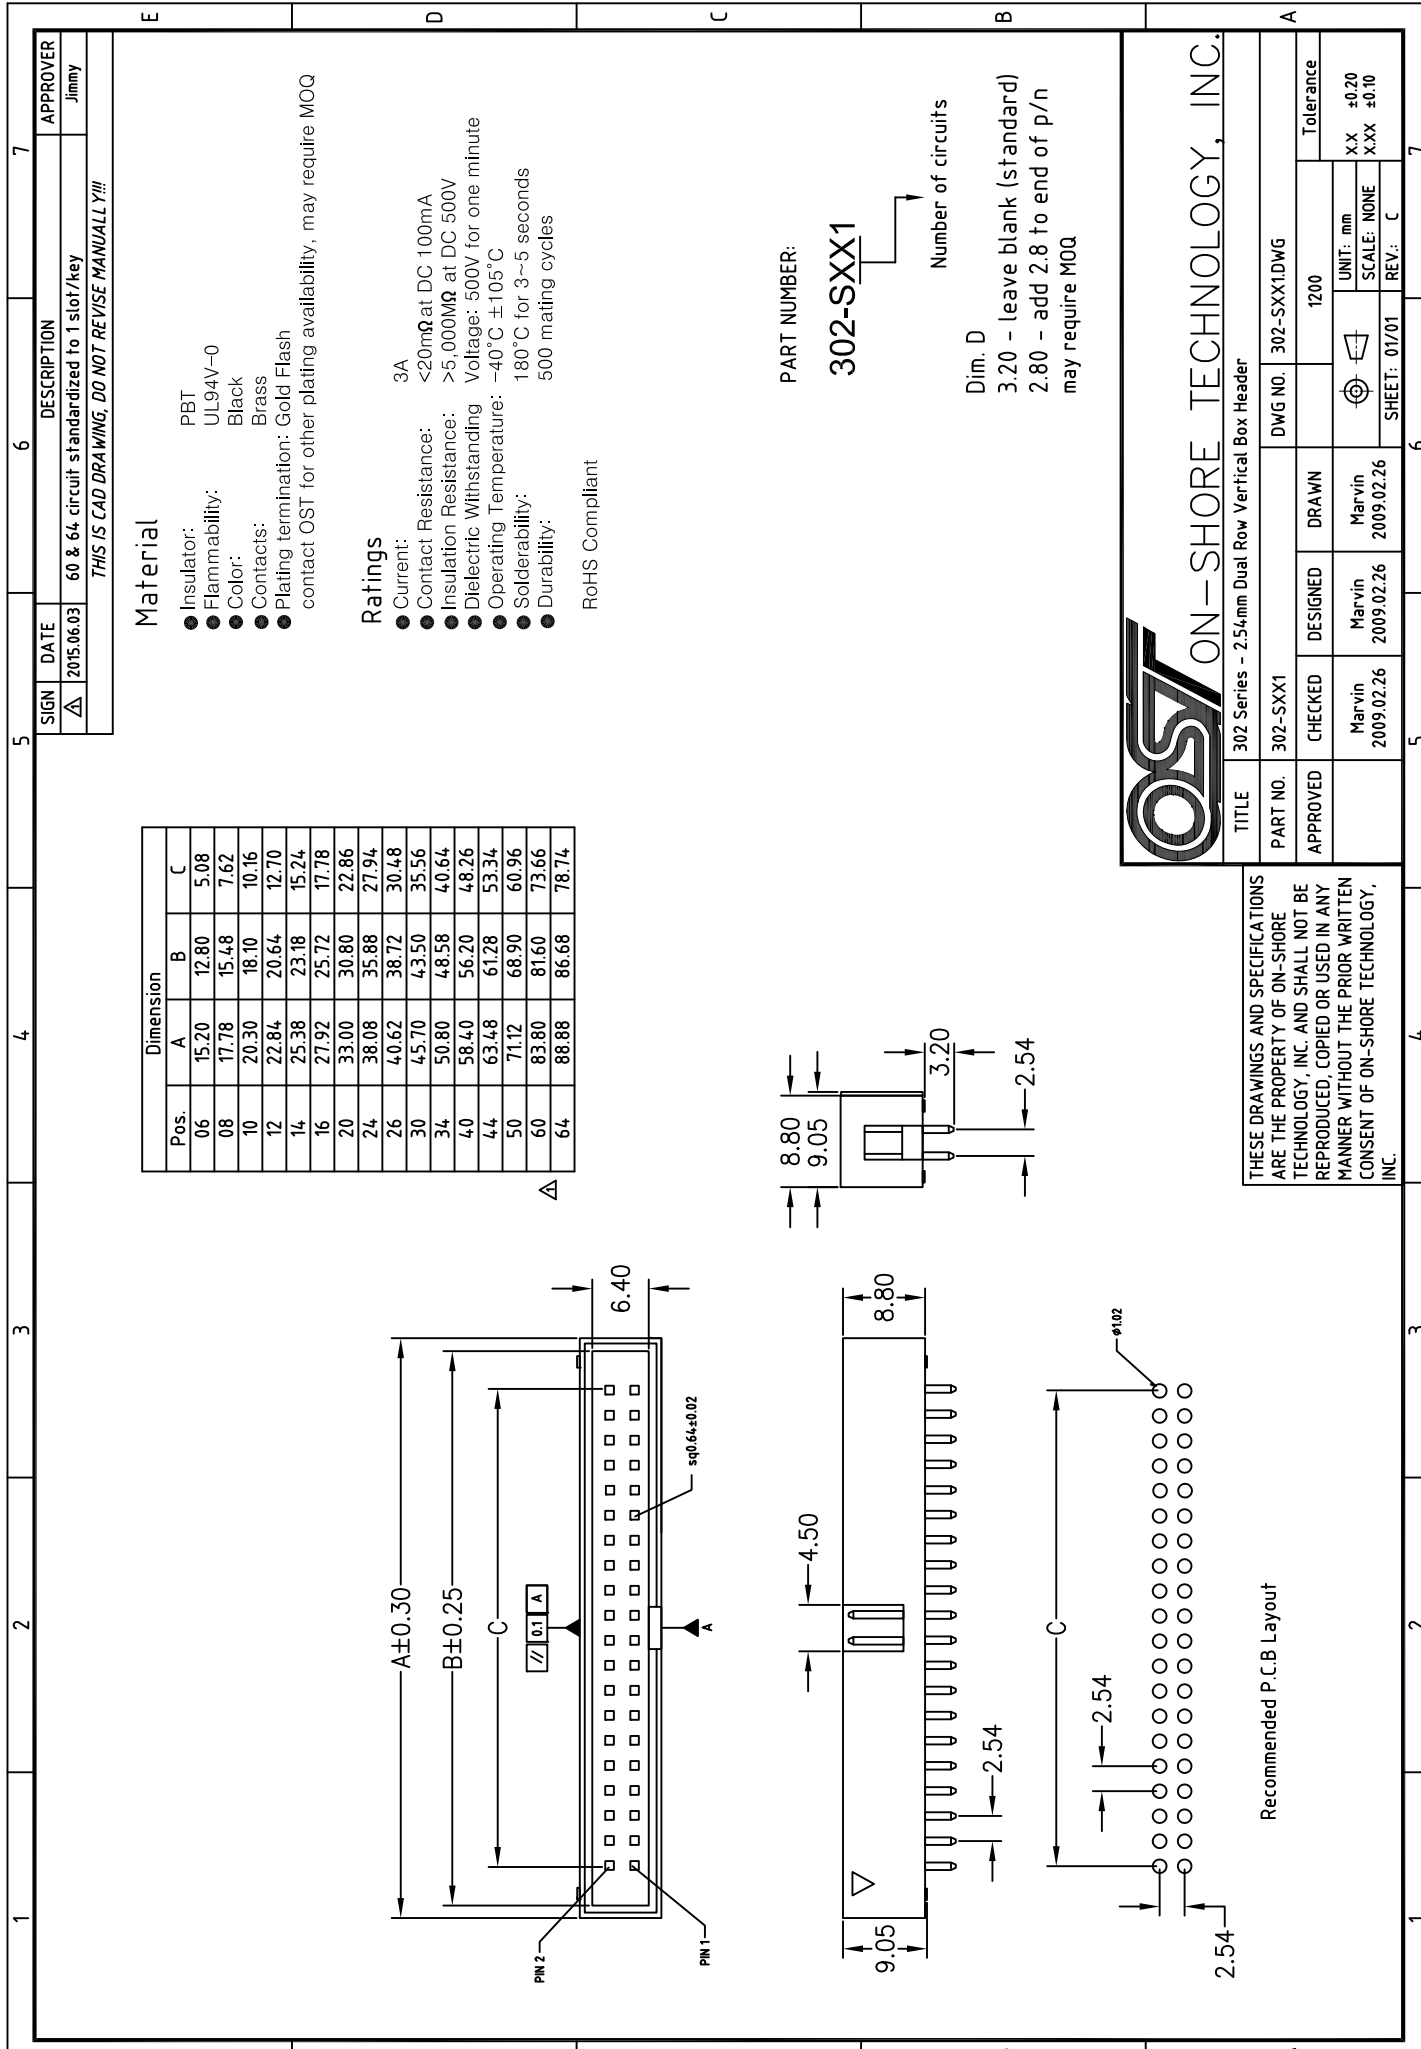 1 2 3 4 5 6 7
SIGN DATE DESCRIPTION APPROVER
1 2015.06.03 60 & 64 circuit standardized to 1 slot/key Jimmy
THIS IS CAD DRAWING, DO NOT REVISE MANUALLY!!!
E
D
C
B
A
Dimension
Pos. A B C
06 15.20 12.80 5.08
08 17.78 15.48 7.62
10 20.30 18.10 10.16
12 22.84 20.64 12.70
14 25.38 23.18 15.24
16 27.92 25.72 17.78
20 33.00 30.80 22.86
24 38.08 35.88 27.94
26 40.62 38.72 30.48
30 45.70 43.50 35.56
34 50.80 48.58 40.64
40 58.40 56.20 48.26
44 63.48 61.28 53.34
50 71.12 68.90 60.96
60 83.80 81.60 73.66
64 88.88 86.68 78.74
1
Material
● Insulator: PBT
● Flammability: UL94V-0
● Color: Black
● Contacts: Brass
● Plating termination: Gold Flash
contact OST for other plating availability, may require MOQ
Ratings
● Current: 3A
● Contact Resistance: <20mΩ at DC 100mA
● Insulation Resistance: >5,000MΩ at DC 500V
● Dielectric Withstanding Voltage: 500V for one minute
● Operating Temperature: -40°C ±105°C
● Solderability: 180°C for 3~5 seconds
● Durability: 500 mating cycles
RoHS Compliant
A±0.30
B±0.25
C
// 0.1 A
A
6.40
PIN 2
PIN 1
sq0.64±0.02
4.50
9.05
8.80
2.54
8.80
9.05
3.20
2.54
C
2.54
2.54
ø1.02
Recommended P.C.B Layout
PART NUMBER:
302-SXX1
Number of circuits
Dim. D
3.20 - leave blank (standard)
2.80 - add 2.8 to end of p/n
may require MOQ
THESE DRAWINGS AND SPECIFICATIONS
ARE THE PROPERTY OF ON-SHORE
TECHNOLOGY, INC. AND SHALL NOT BE
REPRODUCED, COPIED OR USED IN ANY
MANNER WITHOUT THE PRIOR WRITTEN
CONSENT OF ON-SHORE TECHNOLOGY,
INC.
OST ON-SHORE TECHNOLOGY, INC.
TITLE 302 Series - 2.54mm Dual Row Vertical Box Header
PART NO. 302-SXX1 DWG NO. 302-SXX1.DWG
APPROVED CHECKED DESIGNED DRAWN 1200 Tolerance
Marvin 2009.02.26
Marvin 2009.02.26
Marvin 2009.02.26
UNIT: mm
SCALE: NONE
SHEET: 01/01 REV.: C
X.X ±0.20
X.XX ±0.10
1 2 3 4 5 6 7